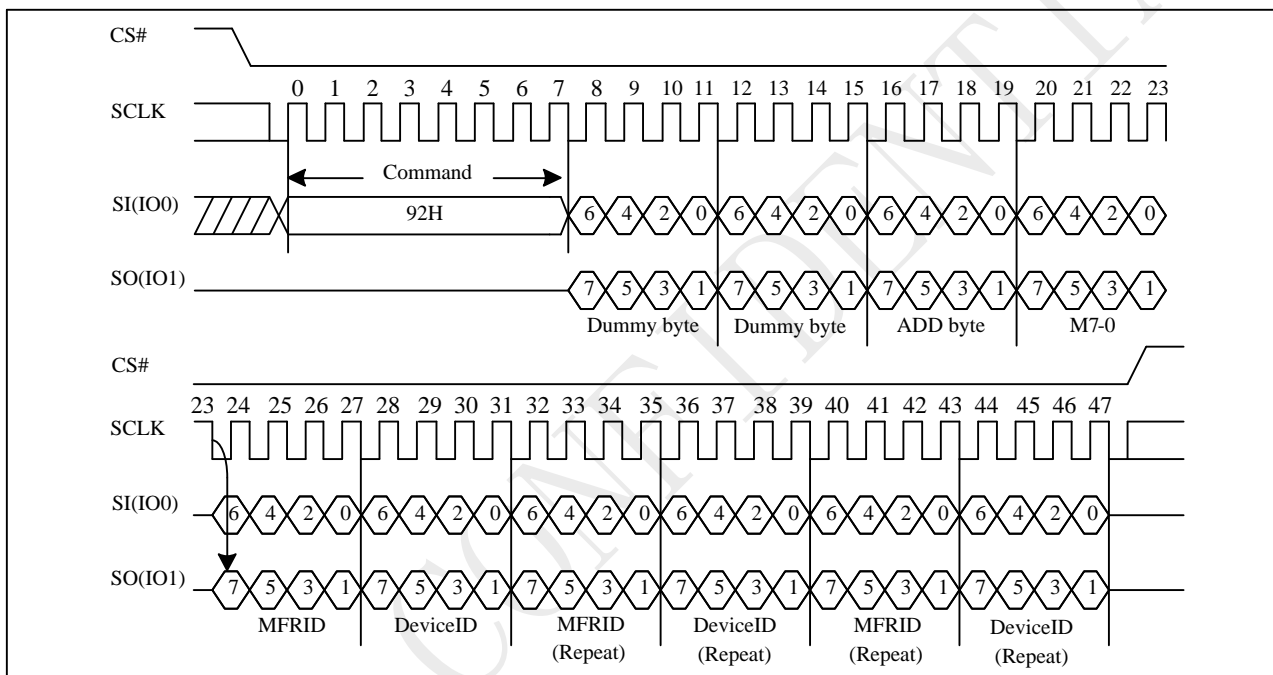 CS#
0 1 2 3 4 5 6 7 8 9 10 11 12 13 14 15 16 17 18 19 20 21 22 23
SCLK
Command
SI(IO0) 92H 6 4 2 0 6 4 2 0 6 4 2 0 6 4 2 0
SO(IO1) 7 5 3 1 7 5 3 1 7 5 3 1 7 5 3 1
Dummy byte Dummy byte ADD byte M7-0
CS#
23 24 25 26 27 28 29 30 31 32 33 34 35 36 37 38 39 40 41 42 43 44 45 46 47
SCLK
SI(IO0) 6 4 2 0 6 4 2 0 6 4 2 0 6 4 2 0 6 4 2 0 6 4 2 0
SO(IO1) 7 5 3 1 7 5 3 1 7 5 3 1 7 5 3 1 7 5 3 1 7 5 3 1
MFRID DeviceID MFRID DeviceID MFRID DeviceID
(Repeat) (Repeat) (Repeat) (Repeat)
CONFIDENTI